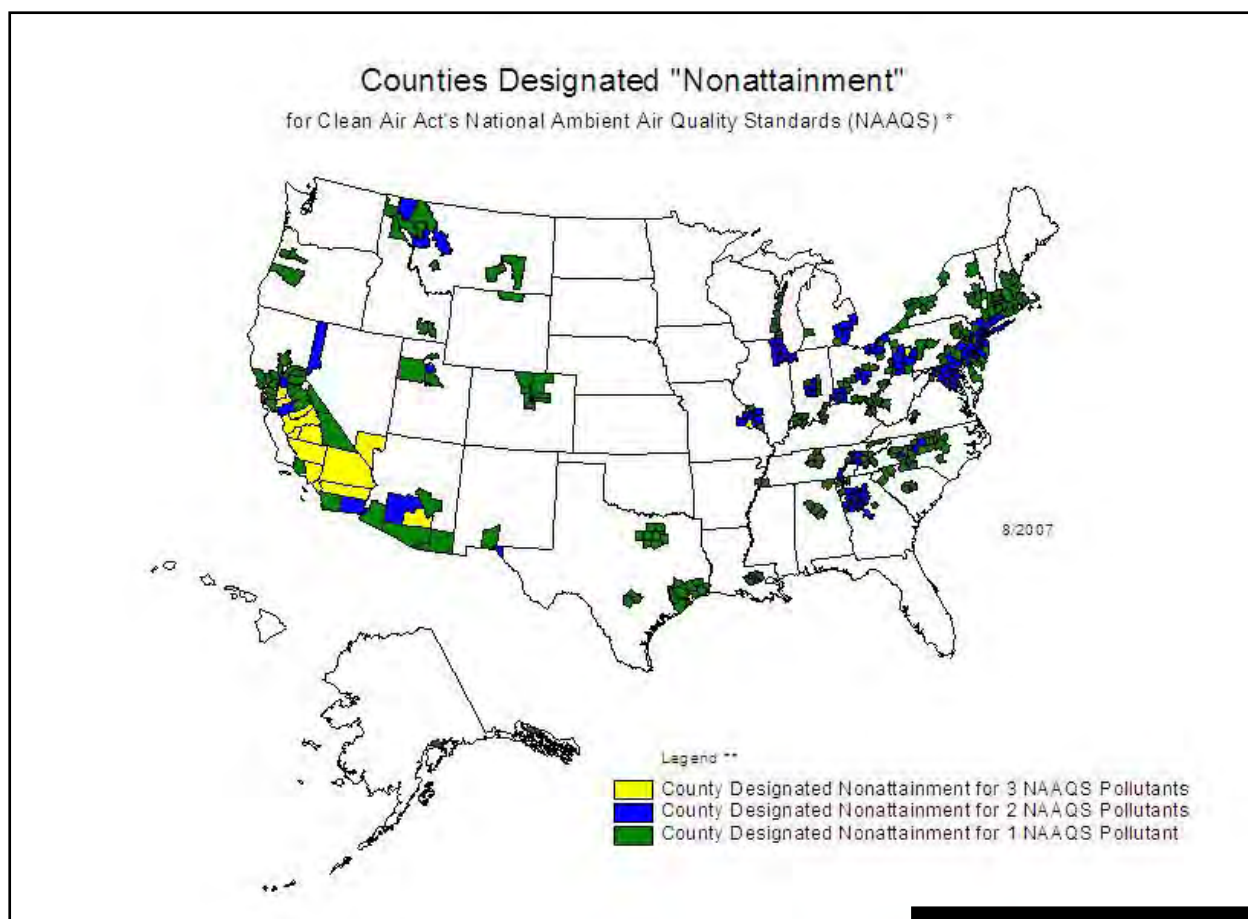 Counties Designated "Nonattainment"
for Clean Air Act's National Ambient Air Quality Standards (NAAQS) *
8/2007
Legend **
County Designated Nonattainment for 3 NAAQS Pollutants
County Designated Nonattainment for 2 NAAQS Pollutants
County Designated Nonattainment for 1 NAAQS Pollutant